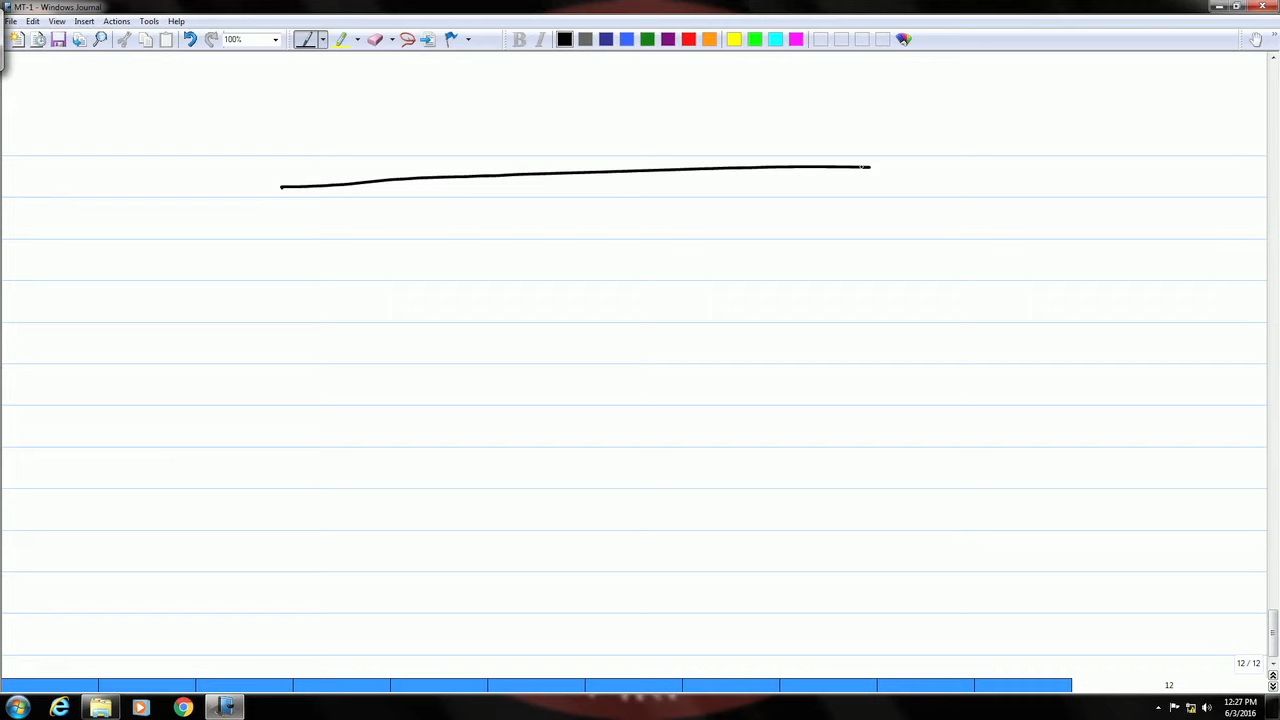 MT-1 - Windows Journal
File Edit View Insert Actions Tools Help
100% B I
12 / 12
12
12:27 PM
6/3/2016